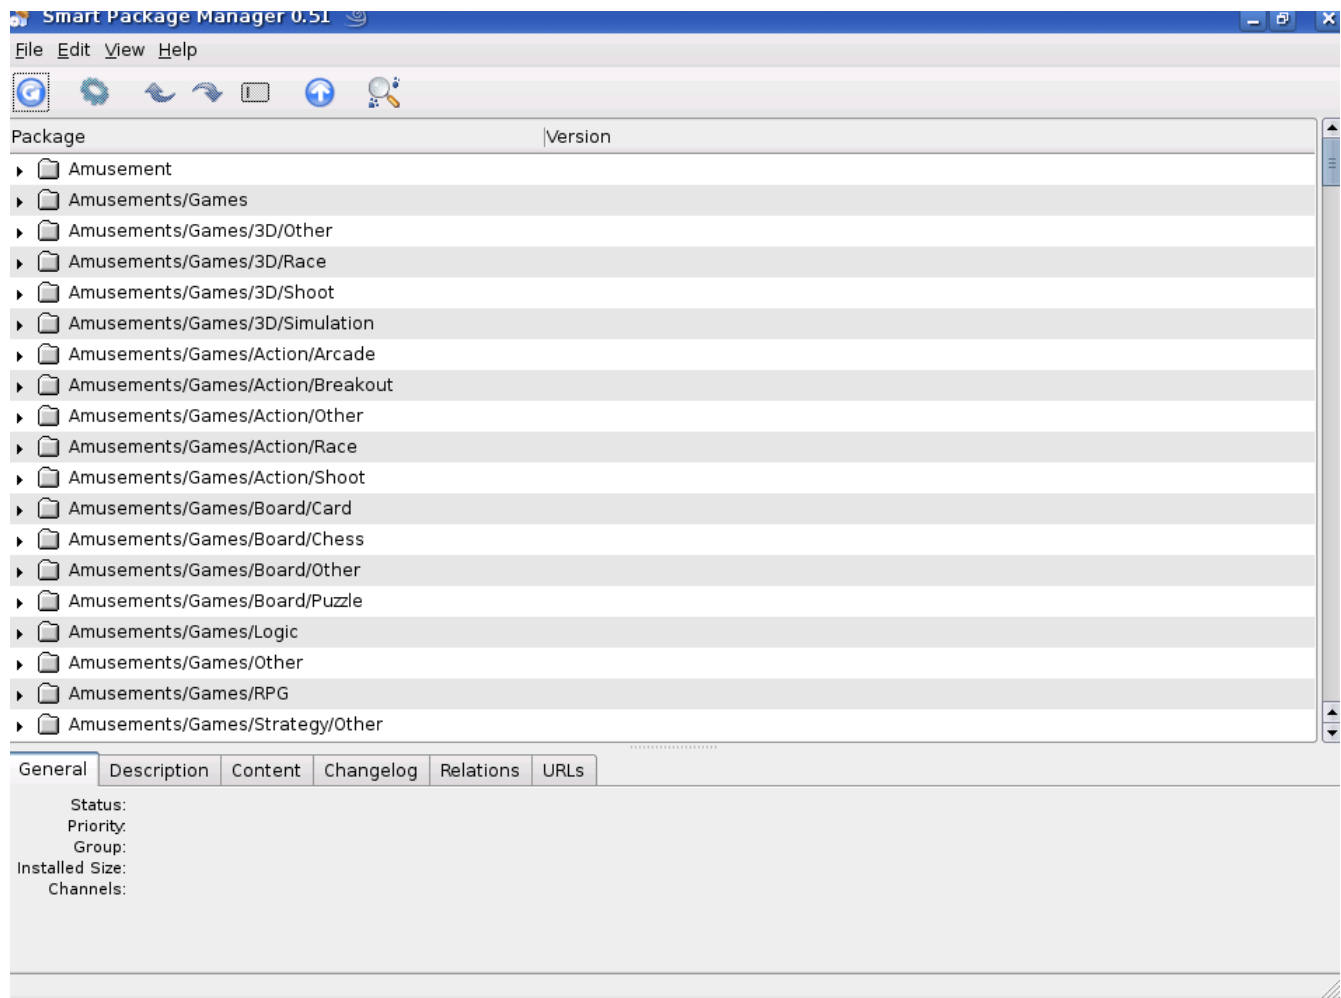 Smart Package Manager 0.51
File Edit View Help
Package Version
Amusement
Amusements/Games
Amusements/Games/3D/Other
Amusements/Games/3D/Race
Amusements/Games/3D/Shoot
Amusements/Games/3D/Simulation
Amusements/Games/Action/Arcade
Amusements/Games/Action/Breakout
Amusements/Games/Action/Other
Amusements/Games/Action/Race
Amusements/Games/Action/Shoot
Amusements/Games/Board/Card
Amusements/Games/Board/Chess
Amusements/Games/Board/Other
Amusements/Games/Board/Puzzle
Amusements/Games/Logic
Amusements/Games/Other
Amusements/Games/RPG
Amusements/Games/Strategy/Other
General Description Content Changelog Relations URLs
Status:
Priority:
Group:
Installed Size:
Channels: